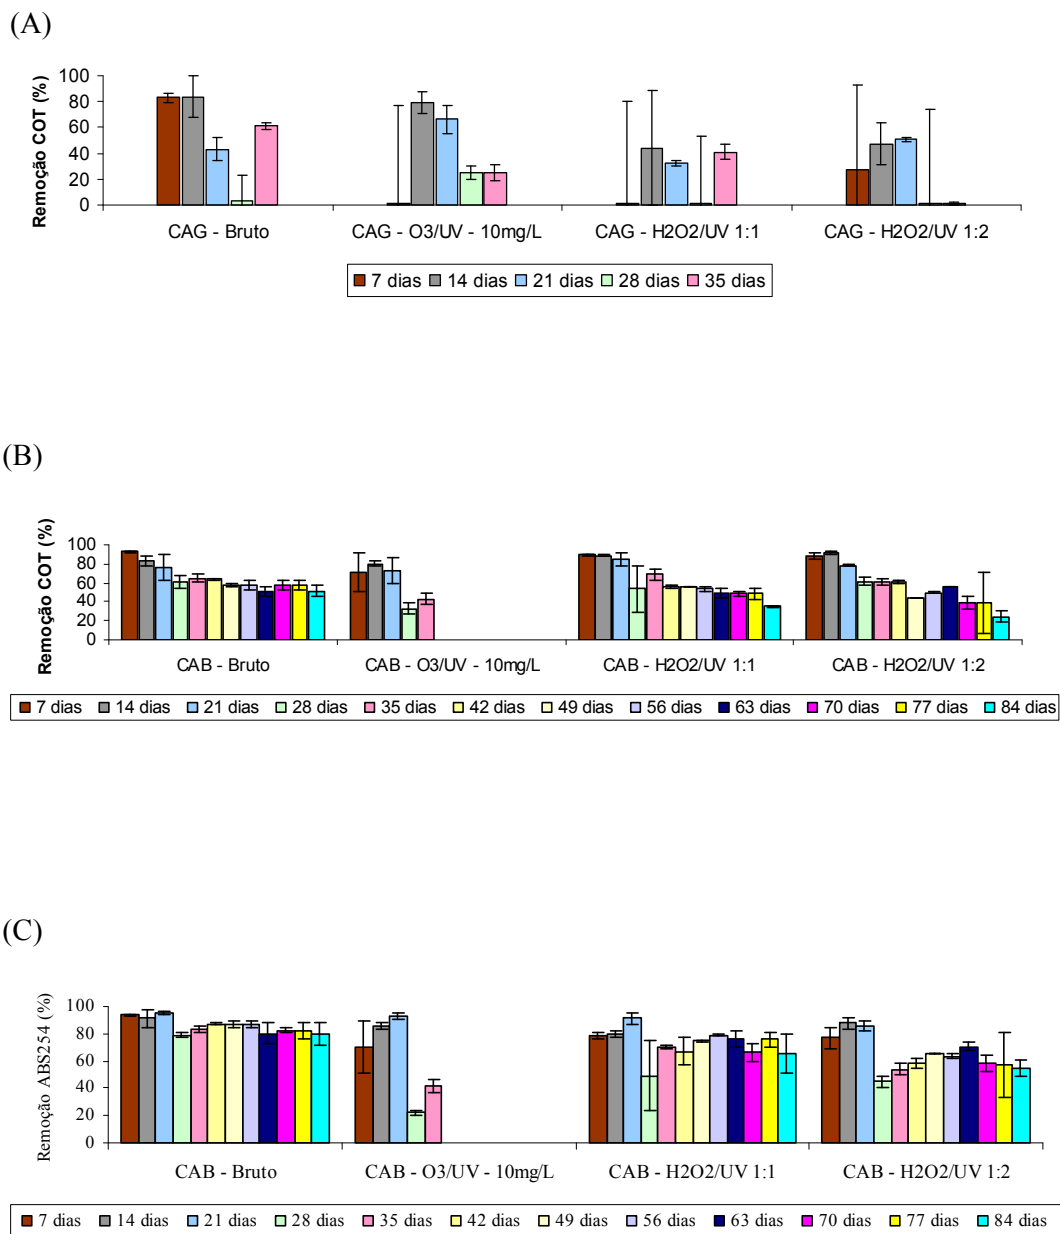 (A)
Remoção COT (%)
100
80
60
40
20
0
CAG - Bruto CAG - O3/UV - 10mg/L CAG - H2O2/UV 1:1 CAG - H2O2/UV 1:2
7 dias 14 dias 21 dias 28 dias 35 dias
(B)
Remoção COT (%)
100
80
60
40
20
0
CAB - Bruto CAB - O3/UV - 10mg/L CAB - H2O2/UV 1:1 CAB - H2O2/UV 1:2
7 dias 14 dias 21 dias 28 dias 35 dias 42 dias 49 dias 56 dias 63 dias 70 dias 77 dias 84 dias
(C)
Remoção ABS254 (%)
100
80
60
40
20
0
CAB - Bruto CAB - O3/UV - 10mg/L CAB - H2O2/UV 1:1 CAB - H2O2/UV 1:2
7 dias 14 dias 21 dias 28 dias 35 dias 42 dias 49 dias 56 dias 63 dias 70 dias 77 dias 84 dias